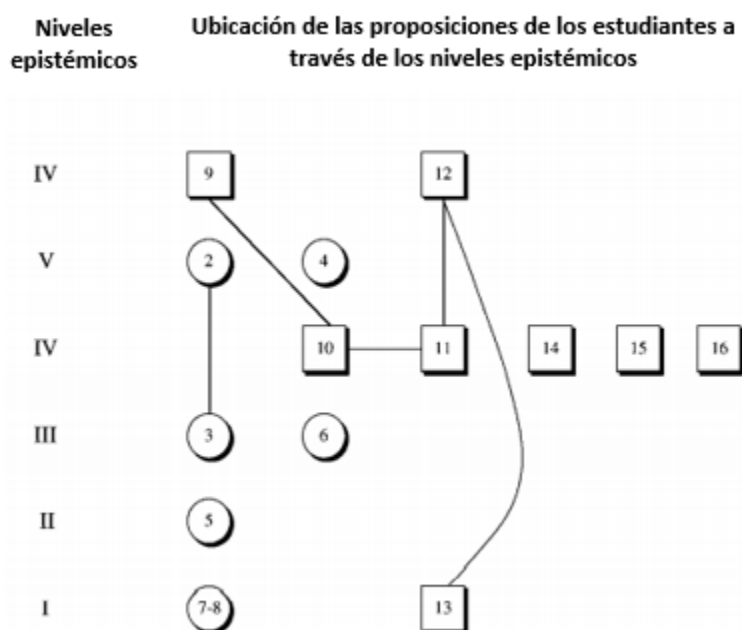 Niveles epistémicos
Ubicación de las proposiciones de los estudiantes a través de los niveles epistémicos
IV 9 12
V 2 4
IV 10 11 14 15 16
III 3 6
II 5
I 7-8 13